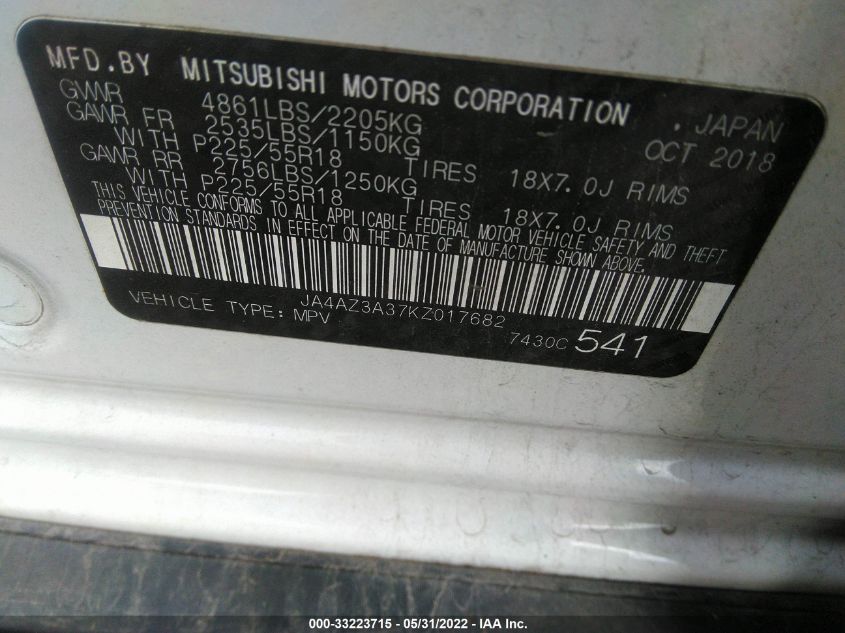 MFD.BY MITSUBISHI MOTORS CORPORATION . JAPAN
GVWR 4861LBS/2205KG OCT 2018
GAWR FR 2535LBS/1150KG
WITH P225/55R18 TIRES 18X7.0J RIMS
GAWR RR 2756LBS/1250KG
WITH P225/55R18 TIRES 18X7.0J RIMS
THIS VEHICLE CONFORMS TO ALL APPLICABLE FEDERAL MOTOR VEHICLE SAFETY AND THEFT
PREVENTION STANDARDS IN EFFECT ON THE DATE OF MANUFACTURE SHOWN ABOVE.
JA4AZ3A37KZ017682
VEHICLE TYPE: MPV 7430C 541
000-33223715 - 05/31/2022 - IAA Inc.